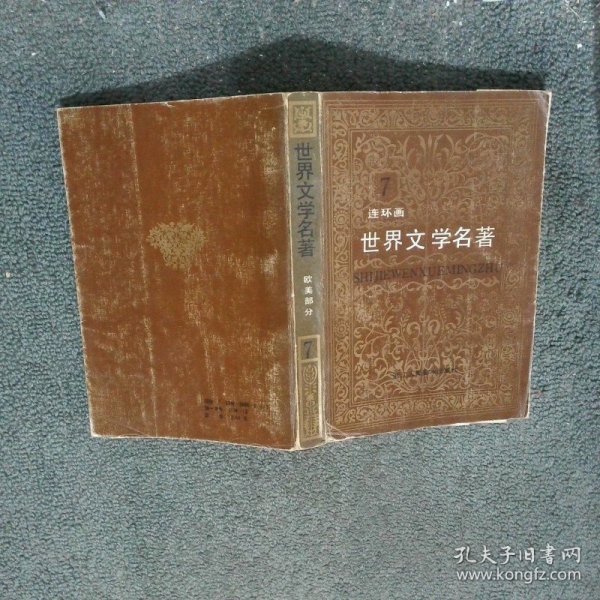 世界文学名著
欧美部分
7
7
连环画
世界文学名著
SHIJIEWENXUEMINGZHU
孔夫子旧书网
www.kongfz.com